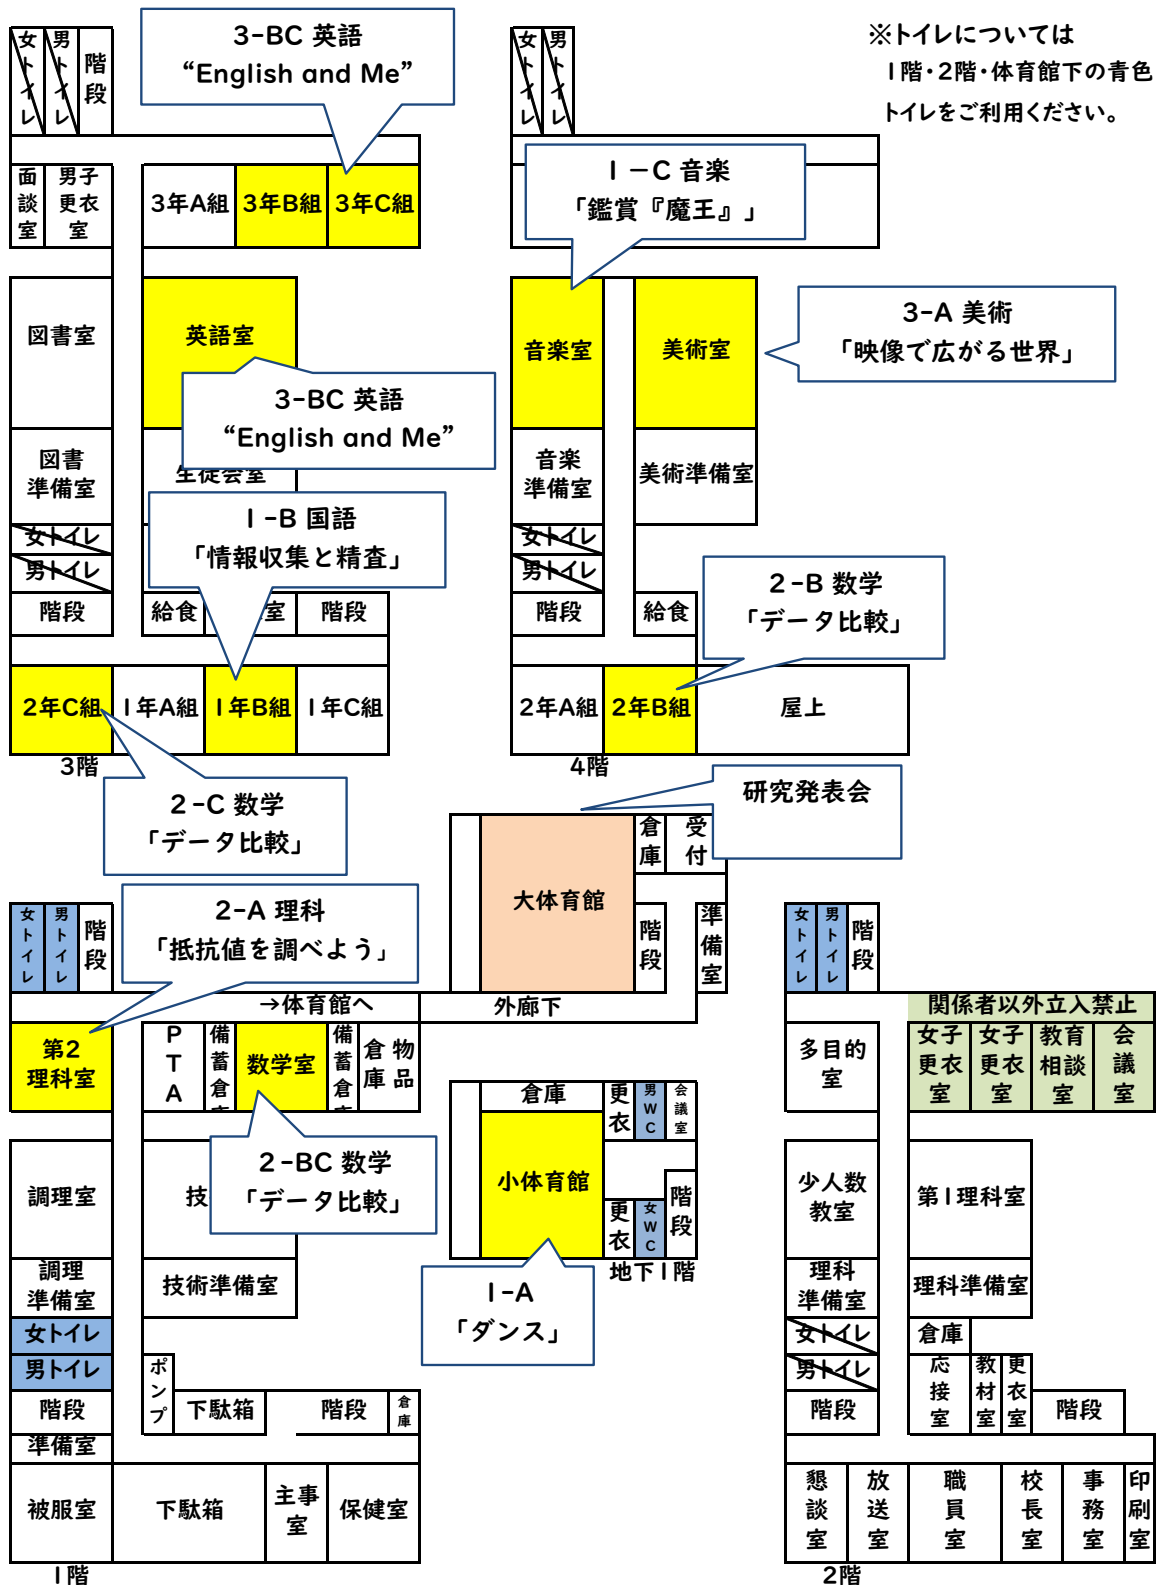 ※トイレについては
1階・2階・体育館下の青色
トイレをご利用ください。
女トイレ
男トイレ
階段
3-BC 英語
“English and Me”
面談室
男子更衣室
3年A組
3年B組
3年C組
図書室
英語室
3-BC 英語
“English and Me”
図書
準備室
生徒会室
1-B 国語
「情報収集と精査」
女トイレ
男トイレ
階段
給食
室
階段
2年C組
1年A組
1年B組
1年C組
3階
2-C 数学
「データ比較」
女トイレ
男トイレ
1-C 音楽
「鑑賞『魔王』」
音楽室
美術室
3-A 美術
「映像で広がる世界」
音楽
準備室
美術準備室
女トイレ
男トイレ
階段
給食
2-B 数学
「データ比較」
2年A組
2年B組
屋上
4階
研究発表会
大体育館
倉庫
受付
階段
準備室
外廊下
2-A 理科
「抵抗値を調べよう」
女トイレ
男トイレ
階段
→体育館へ
第2
理科室
PTA
備蓄倉庫
数学室
備蓄倉庫
倉庫
物品
2-BC 数学
「データ比較」
調理室
技
調理
準備室
技術準備室
女トイレ
男トイレ
階段
準備室
ポンプ
下駄箱
階段
倉庫
被服室
下駄箱
主事室
保健室
1階
倉庫
更衣
男WC
会議室
小体育館
更衣
女WC
階段
地下1階
1-A
「ダンス」
女トイレ
男トイレ
階段
関係者以外立入禁止
多目的
室
女子更衣室
女子更衣室
教育相談室
会議室
少人数
教室
第1理科室
理科
準備室
理科準備室
女トイレ
男トイレ
階段
倉庫
応接室
教材室
更衣室
階段
懇談室
放送室
職員室
校長室
事務室
印刷室
2階